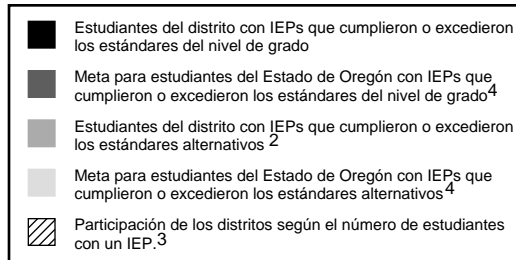 Estudiantes del distrito con IEPs que cumplieron o excedieron
los estándares del nivel de grado
Meta para estudiantes del Estado de Oregón con IEPs que
cumplieron o excedieron los estándares del nivel de grado4
Estudiantes del distrito con IEPs que cumplieron o excedieron
los estándares alternativos 2
Meta para estudiantes del Estado de Oregón con IEPs que
cumplieron o excedieron los estándares alternativos4
Participación de los distritos según el número de estudiantes
con un IEP.3